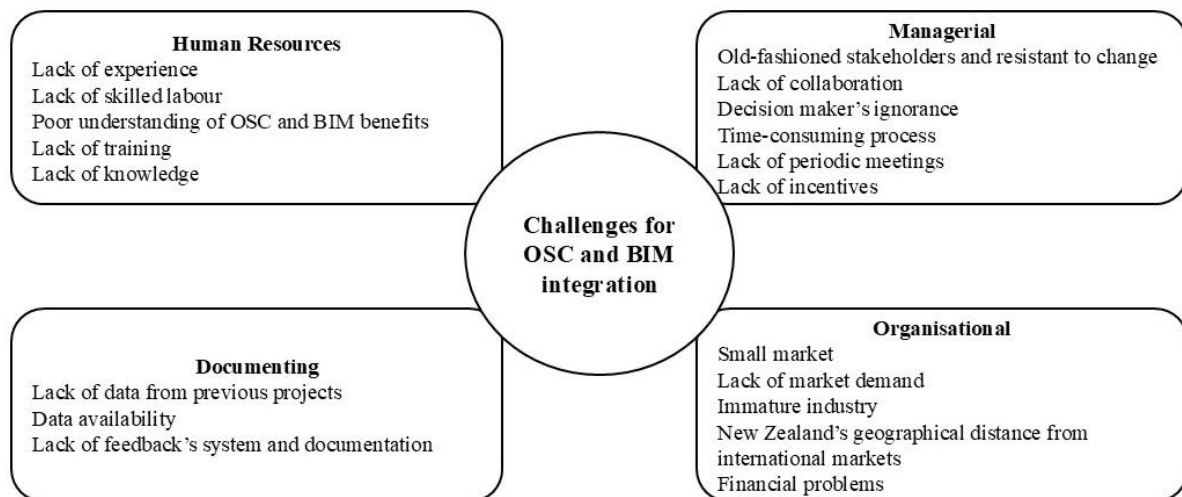 Human Resources
Lack of experience
Lack of skilled labour
Poor understanding of OSC and BIM benefits
Lack of training
Lack of knowledge
Managerial
Old-fashioned stakeholders and resistant to change
Lack of collaboration
Decision maker's ignorance
Time-consuming process
Lack of periodic meetings
Lack of incentives
Challenges for
OSC and BIM
integration
Documenting
Lack of data from previous projects
Data availability
Lack of feedback's system and documentation
Organisational
Small market
Lack of market demand
Immature industry
New Zealand's geographical distance from
international markets
Financial problems